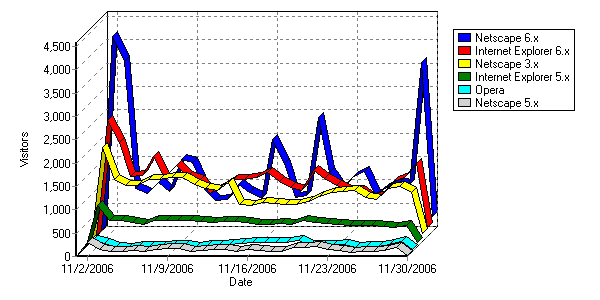 4,500
4,000
3,500
3,000
2,500
2,000
1,500
1,000
500
0
Visitors
11/2/2006 11/9/2006 11/16/2006 11/23/2006 11/30/2006
Date
Netscape 6.x
Internet Explorer 6.x
Netscape 3.x
Internet Explorer 5.x
Opera
Netscape 5.x